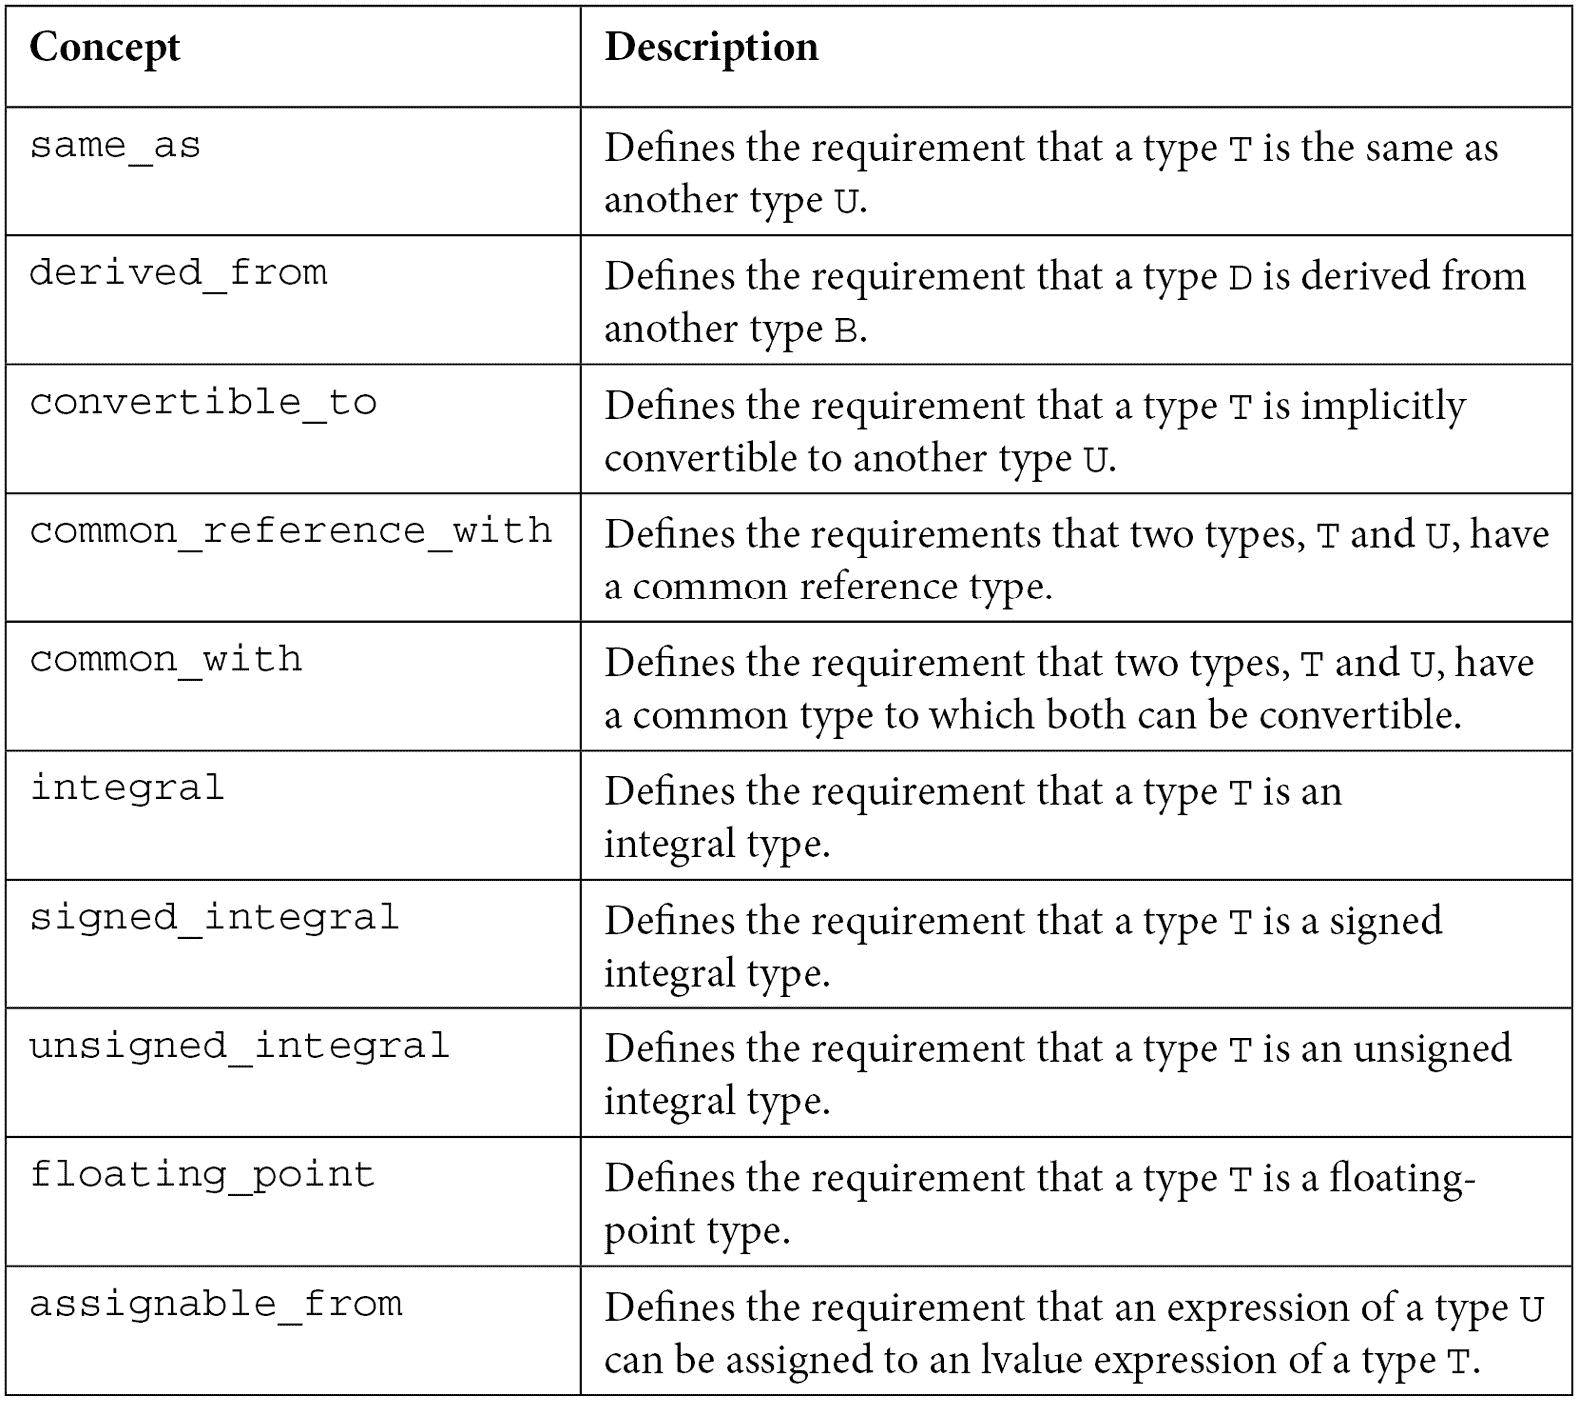 Concept Description
same_as Defines the requirement that a type T is the same as
another type U.
derived_from Defines the requirement that a type D is derived from
another type B.
convertible_to Defines the requirement that a type T is implicitly
convertible to another type U.
common_reference_with Defines the requirements that two types, T and U, have
a common reference type.
common_with Defines the requirement that two types, T and U, have
a common type to which both can be convertible.
integral Defines the requirement that a type T is an
integral type.
signed_integral Defines the requirement that a type T is a signed
integral type.
unsigned_integral Defines the requirement that a type T is an unsigned
integral type.
floating_point Defines the requirement that a type T is a floating-
point type.
assignable_from Defines the requirement that an expression of a type U
can be assigned to an lvalue expression of a type T.